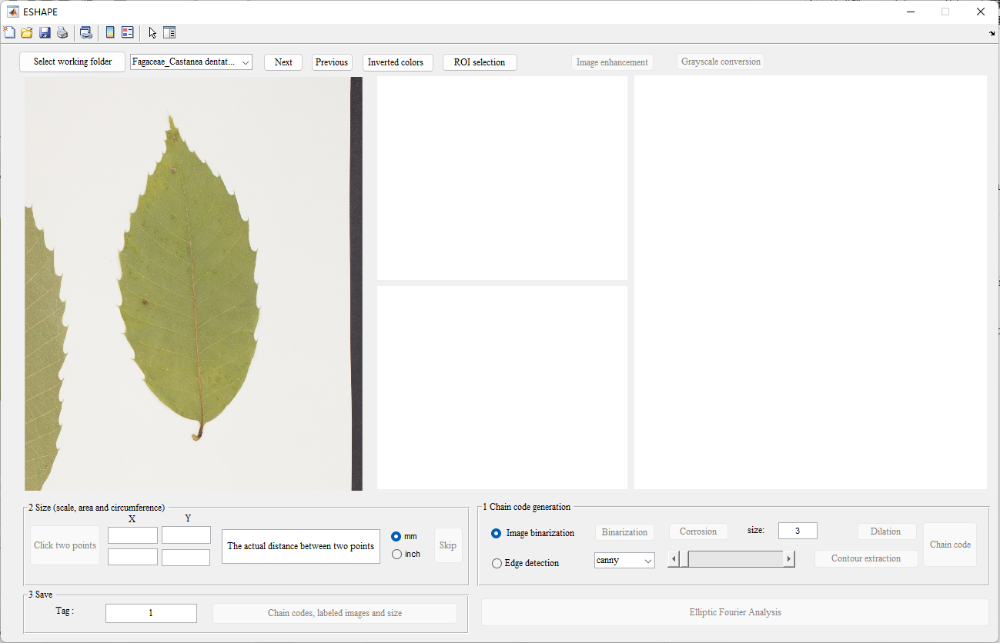 ESHAPE
Select working folder
Fagaceae_Castanea dentat...
Next
Previous
Inverted colors
ROI selection
Image enhancement
Grayscale conversion
2 Size (scale, area and circumference)
X
Y
Click two points
The actual distance between two points
mm
inch
Skip
1 Chain code generation
Image binarization
Binarization
Corrosion
size:
3
Dilation
Chain code
Edge detection
canny
Contour extraction
3 Save
Tag :
1
Chain codes, labeled images and size
Elliptic Fourier Analysis